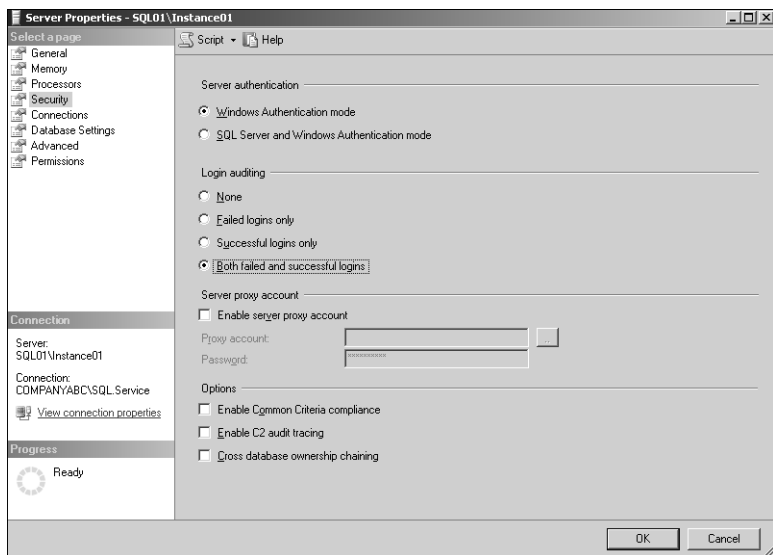 Server Properties - SQL01\Instance01
Select a page
General
Memory
Processors
Security
Connections
Database Settings
Advanced
Permissions
Script
Help
Server authentication
Windows Authentication mode
SQL Server and Windows Authentication mode
Login auditing
None
Failed logins only
Successful logins only
Both failed and successful logins
Server proxy account
Enable server proxy account
Proxy account:
...
Password:
**********
Options
Enable Common Criteria compliance
Enable C2 audit tracing
Cross database ownership chaining
Connection
Server:
SQL01\Instance01
Connection:
COMPANYABC\SQL.Service
View connection properties
Progress
Ready
OK
Cancel